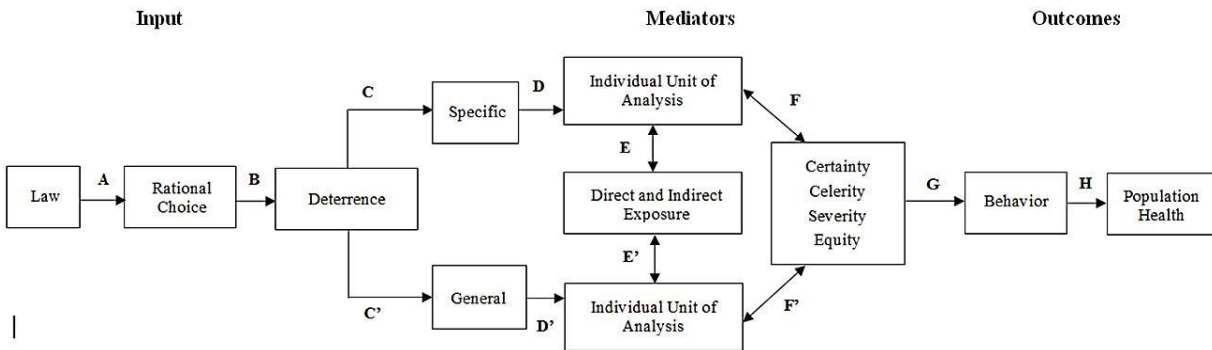 Input
Mediators
Outcomes
Law
A
Rational
Choice
B
Deterrence
C
Specific
D
Individual Unit of
Analysis
E
Direct and Indirect
Exposure
E’
C’
General
D’
Individual Unit of
Analysis
F
F’
Certainty
Celerity
Severity
Equity
G
Behavior
H
Population
Health